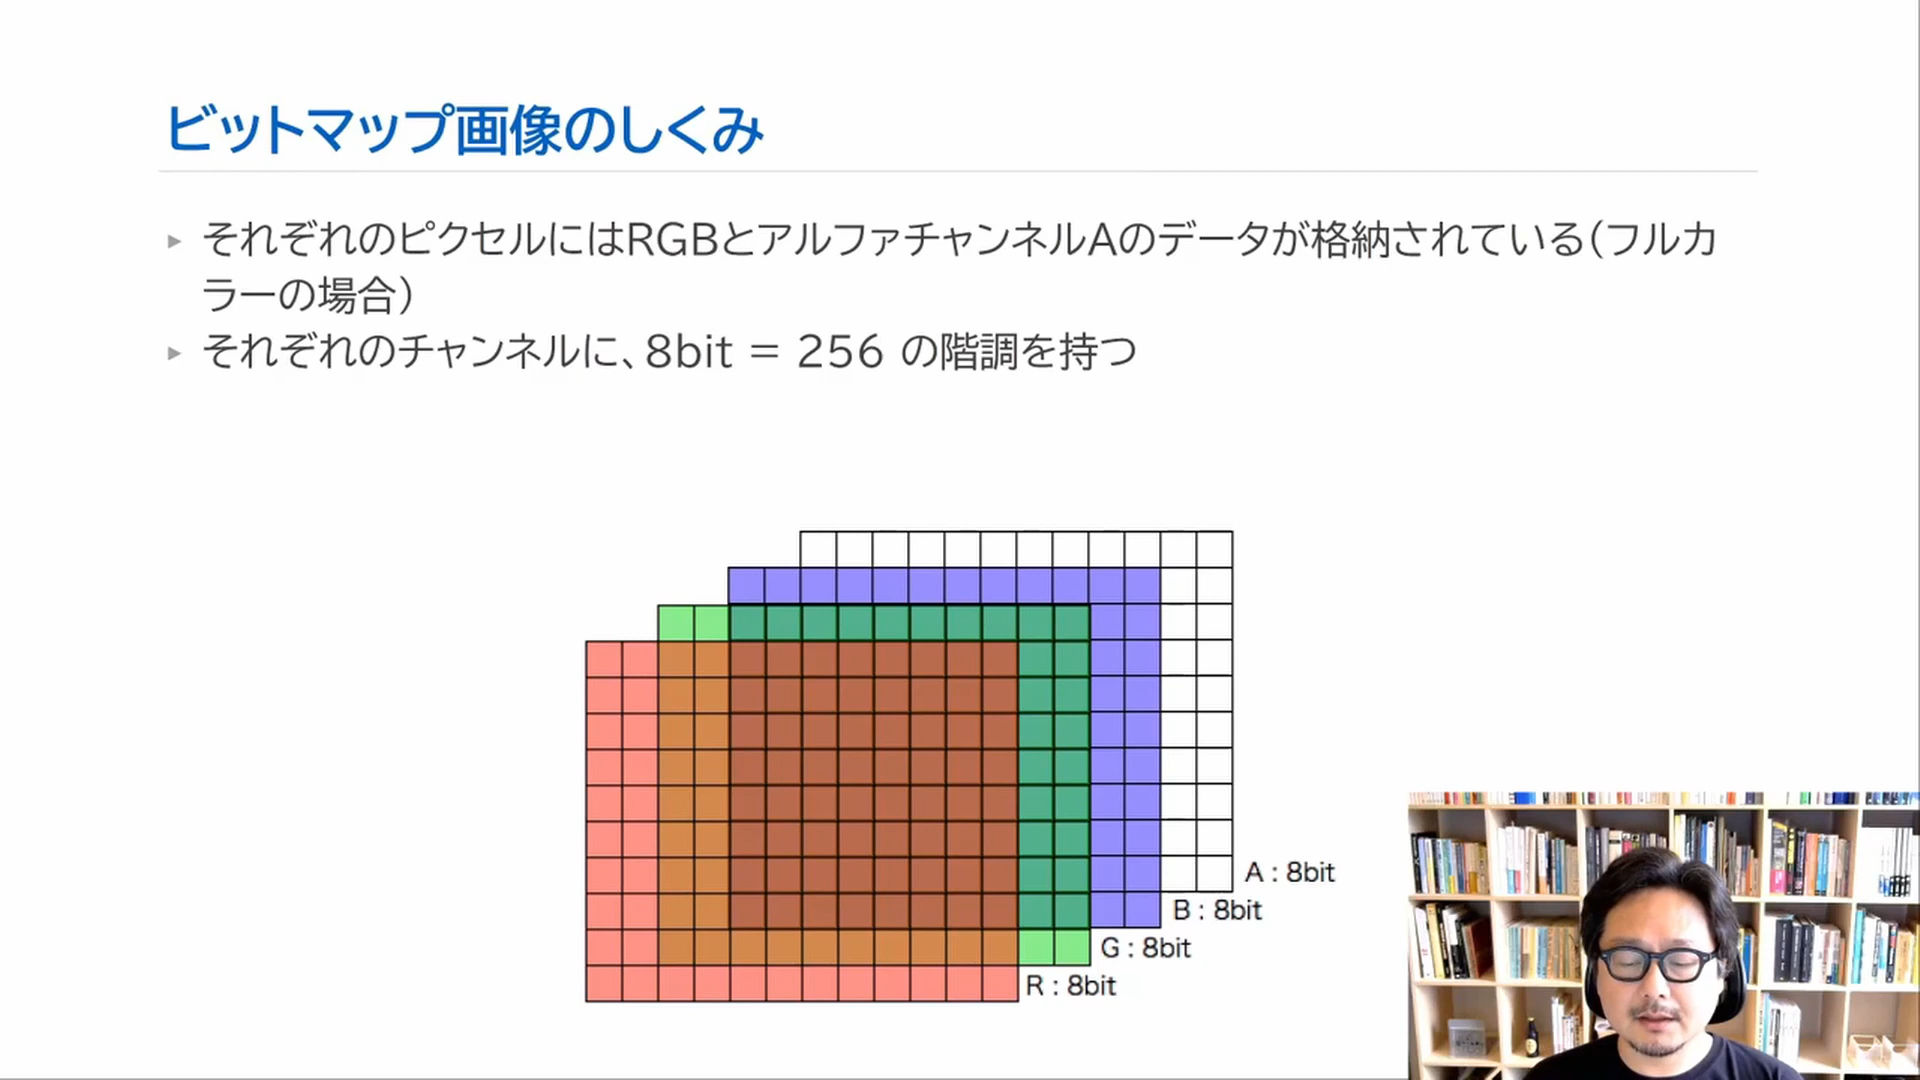 ビットマップ画像のしくみ
▸ それぞれのピクセルにはRGBとアルファチャンネルAのデータが格納されている（フルカ
ラーの場合）
▸ それぞれのチャンネルに、8bit = 256 の階調を持つ
A : 8bit
B : 8bit
G : 8bit
R : 8bit